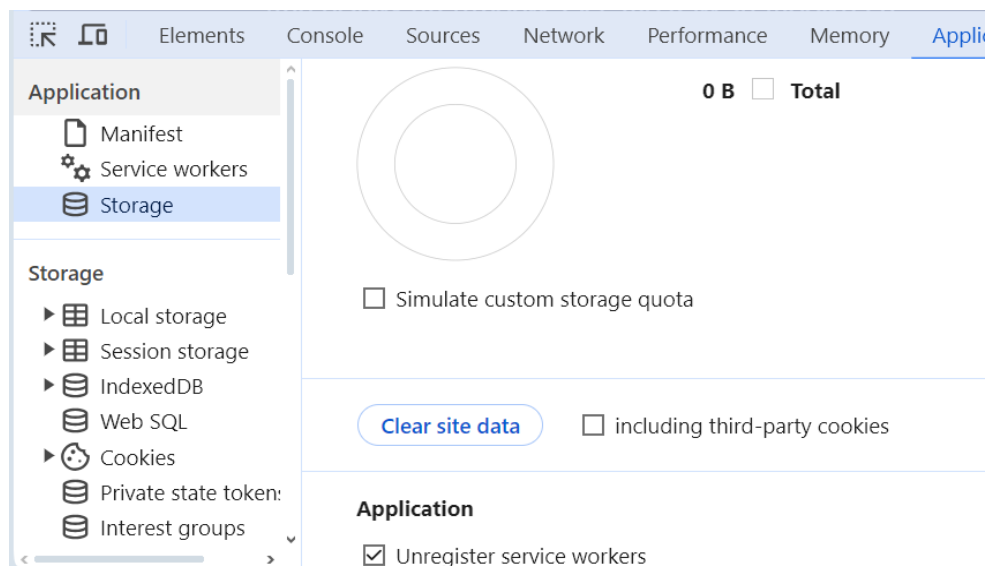 Elements Console Sources Network Performance Memory
Application
Manifest
Service workers
Storage
Storage
Local storage
Session storage
IndexedDB
Web SQL
Cookies
Private state
Interest groups
0 B Total
Simulate custom storage quota
Clear site data including third-party cookies
Application
Unregister service workers